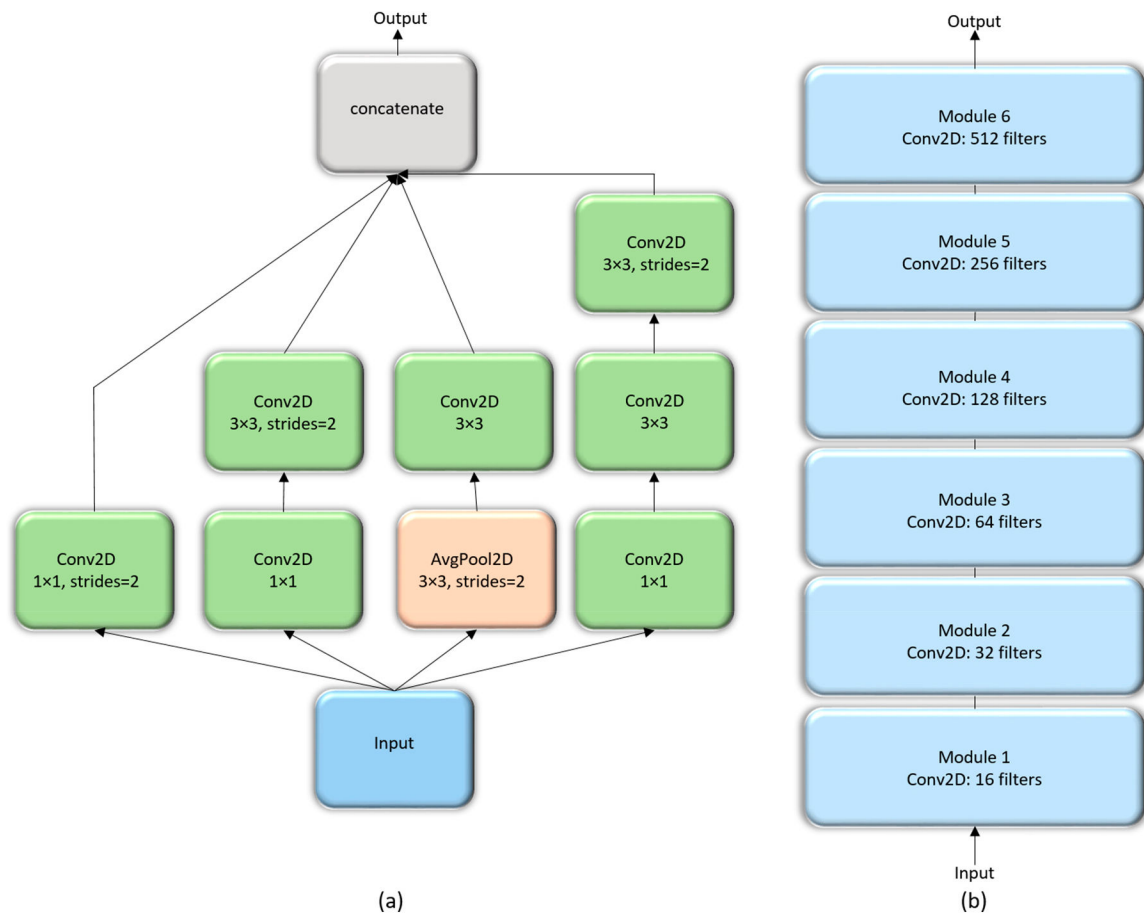 Output
concatenate
Conv2D
3×3, strides=2
Conv2D
3×3, strides=2
Conv2D
3×3
Conv2D
3×3
Conv2D
1×1, strides=2
Conv2D
1×1
AvgPool2D
3×3, strides=2
Conv2D
1×1
Input
(a)
Output
Module 6
Conv2D: 512 filters
Module 5
Conv2D: 256 filters
Module 4
Conv2D: 128 filters
Module 3
Conv2D: 64 filters
Module 2
Conv2D: 32 filters
Module 1
Conv2D: 16 filters
Input
(b)